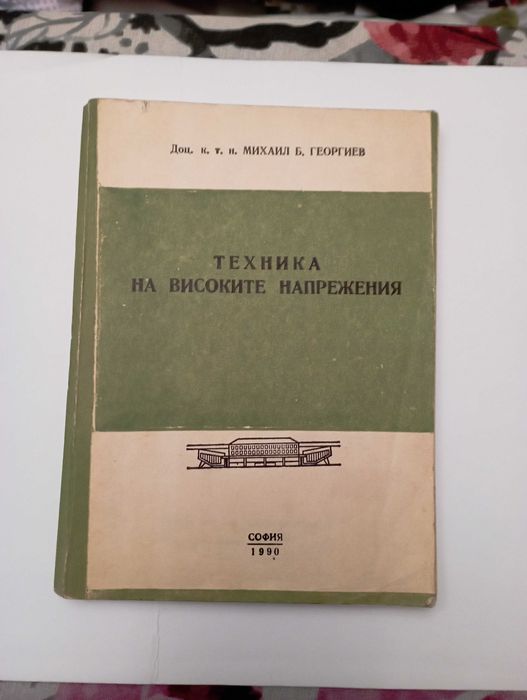 Доц. к. т. н. МИХАИЛ Б. ГЕОРГИЕВ
ТЕХНИКА
НА ВИСОКИТЕ НАПРЕЖЕНИЯ
СОФИЯ
1990